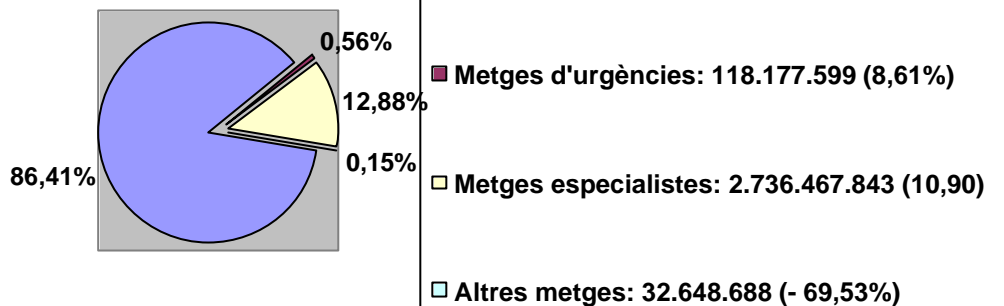 0,56%
12,88%
0,15%
86,41%
Metges d'urgències: 118.177.599 (8,61%)
Metges especialistes: 2.736.467.843 (10,90)
Altres metges: 32.648.688 (- 69,53%)